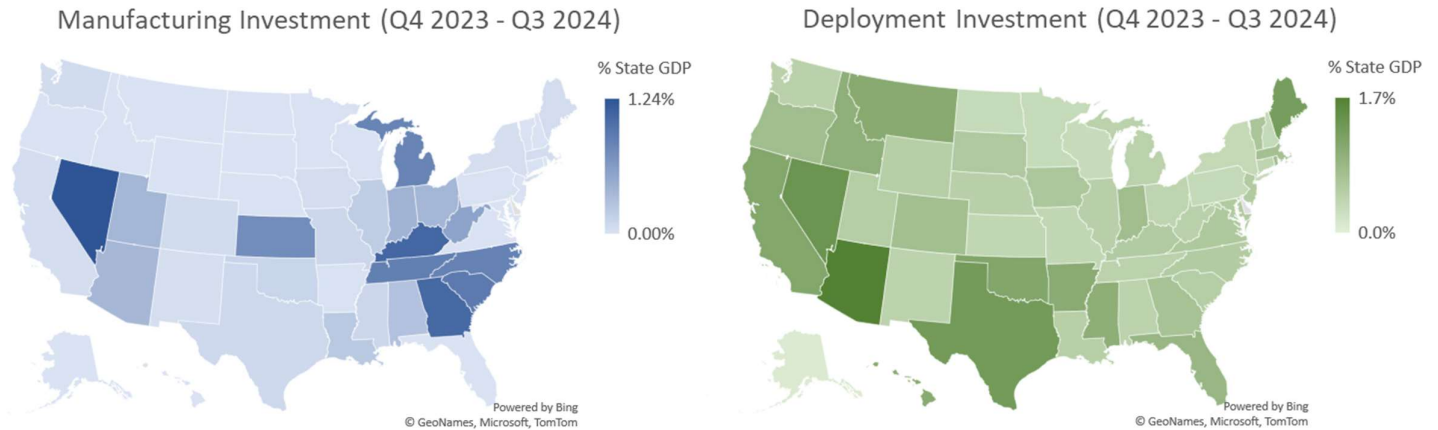 Manufacturing Investment (Q4 2023 - Q3 2024)
% State GDP
1.24%
0.00%
Powered by Bing
© GeoNames, Microsoft, TomTom
Deployment Investment (Q4 2023 - Q3 2024)
% State GDP
1.7%
0.0%
Powered by Bing
© GeoNames, Microsoft, TomTom